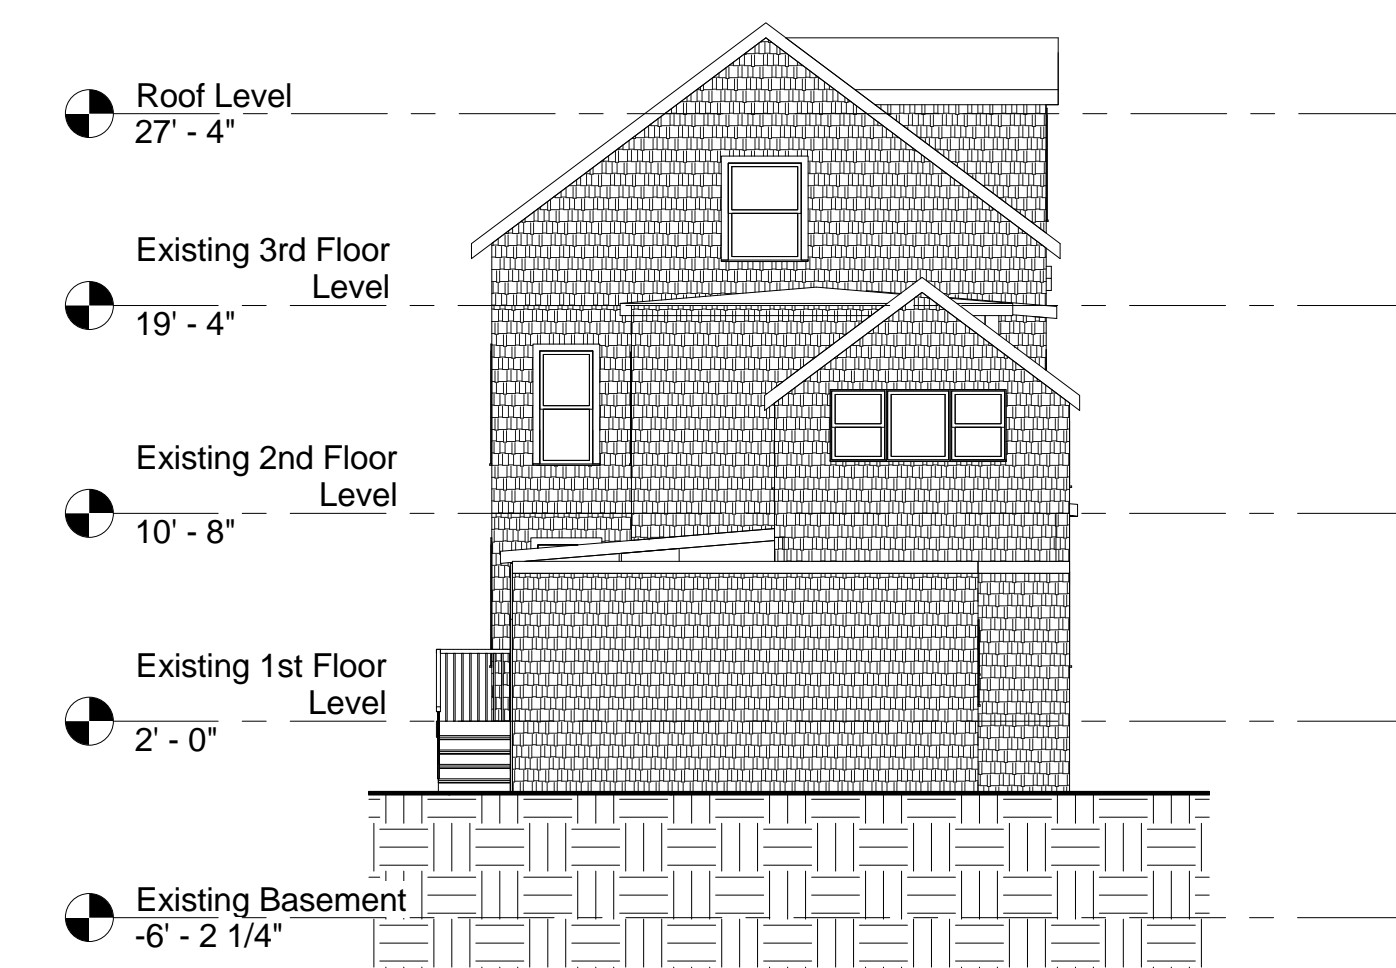 Roof Level
27' - 4"
Existing 3rd Floor
Level
19' - 4"
Existing 2nd Floor
Level
10' - 8"
Existing 1st Floor
Level
2' - 0"
Existing Basement
-6' - 2 1/4"